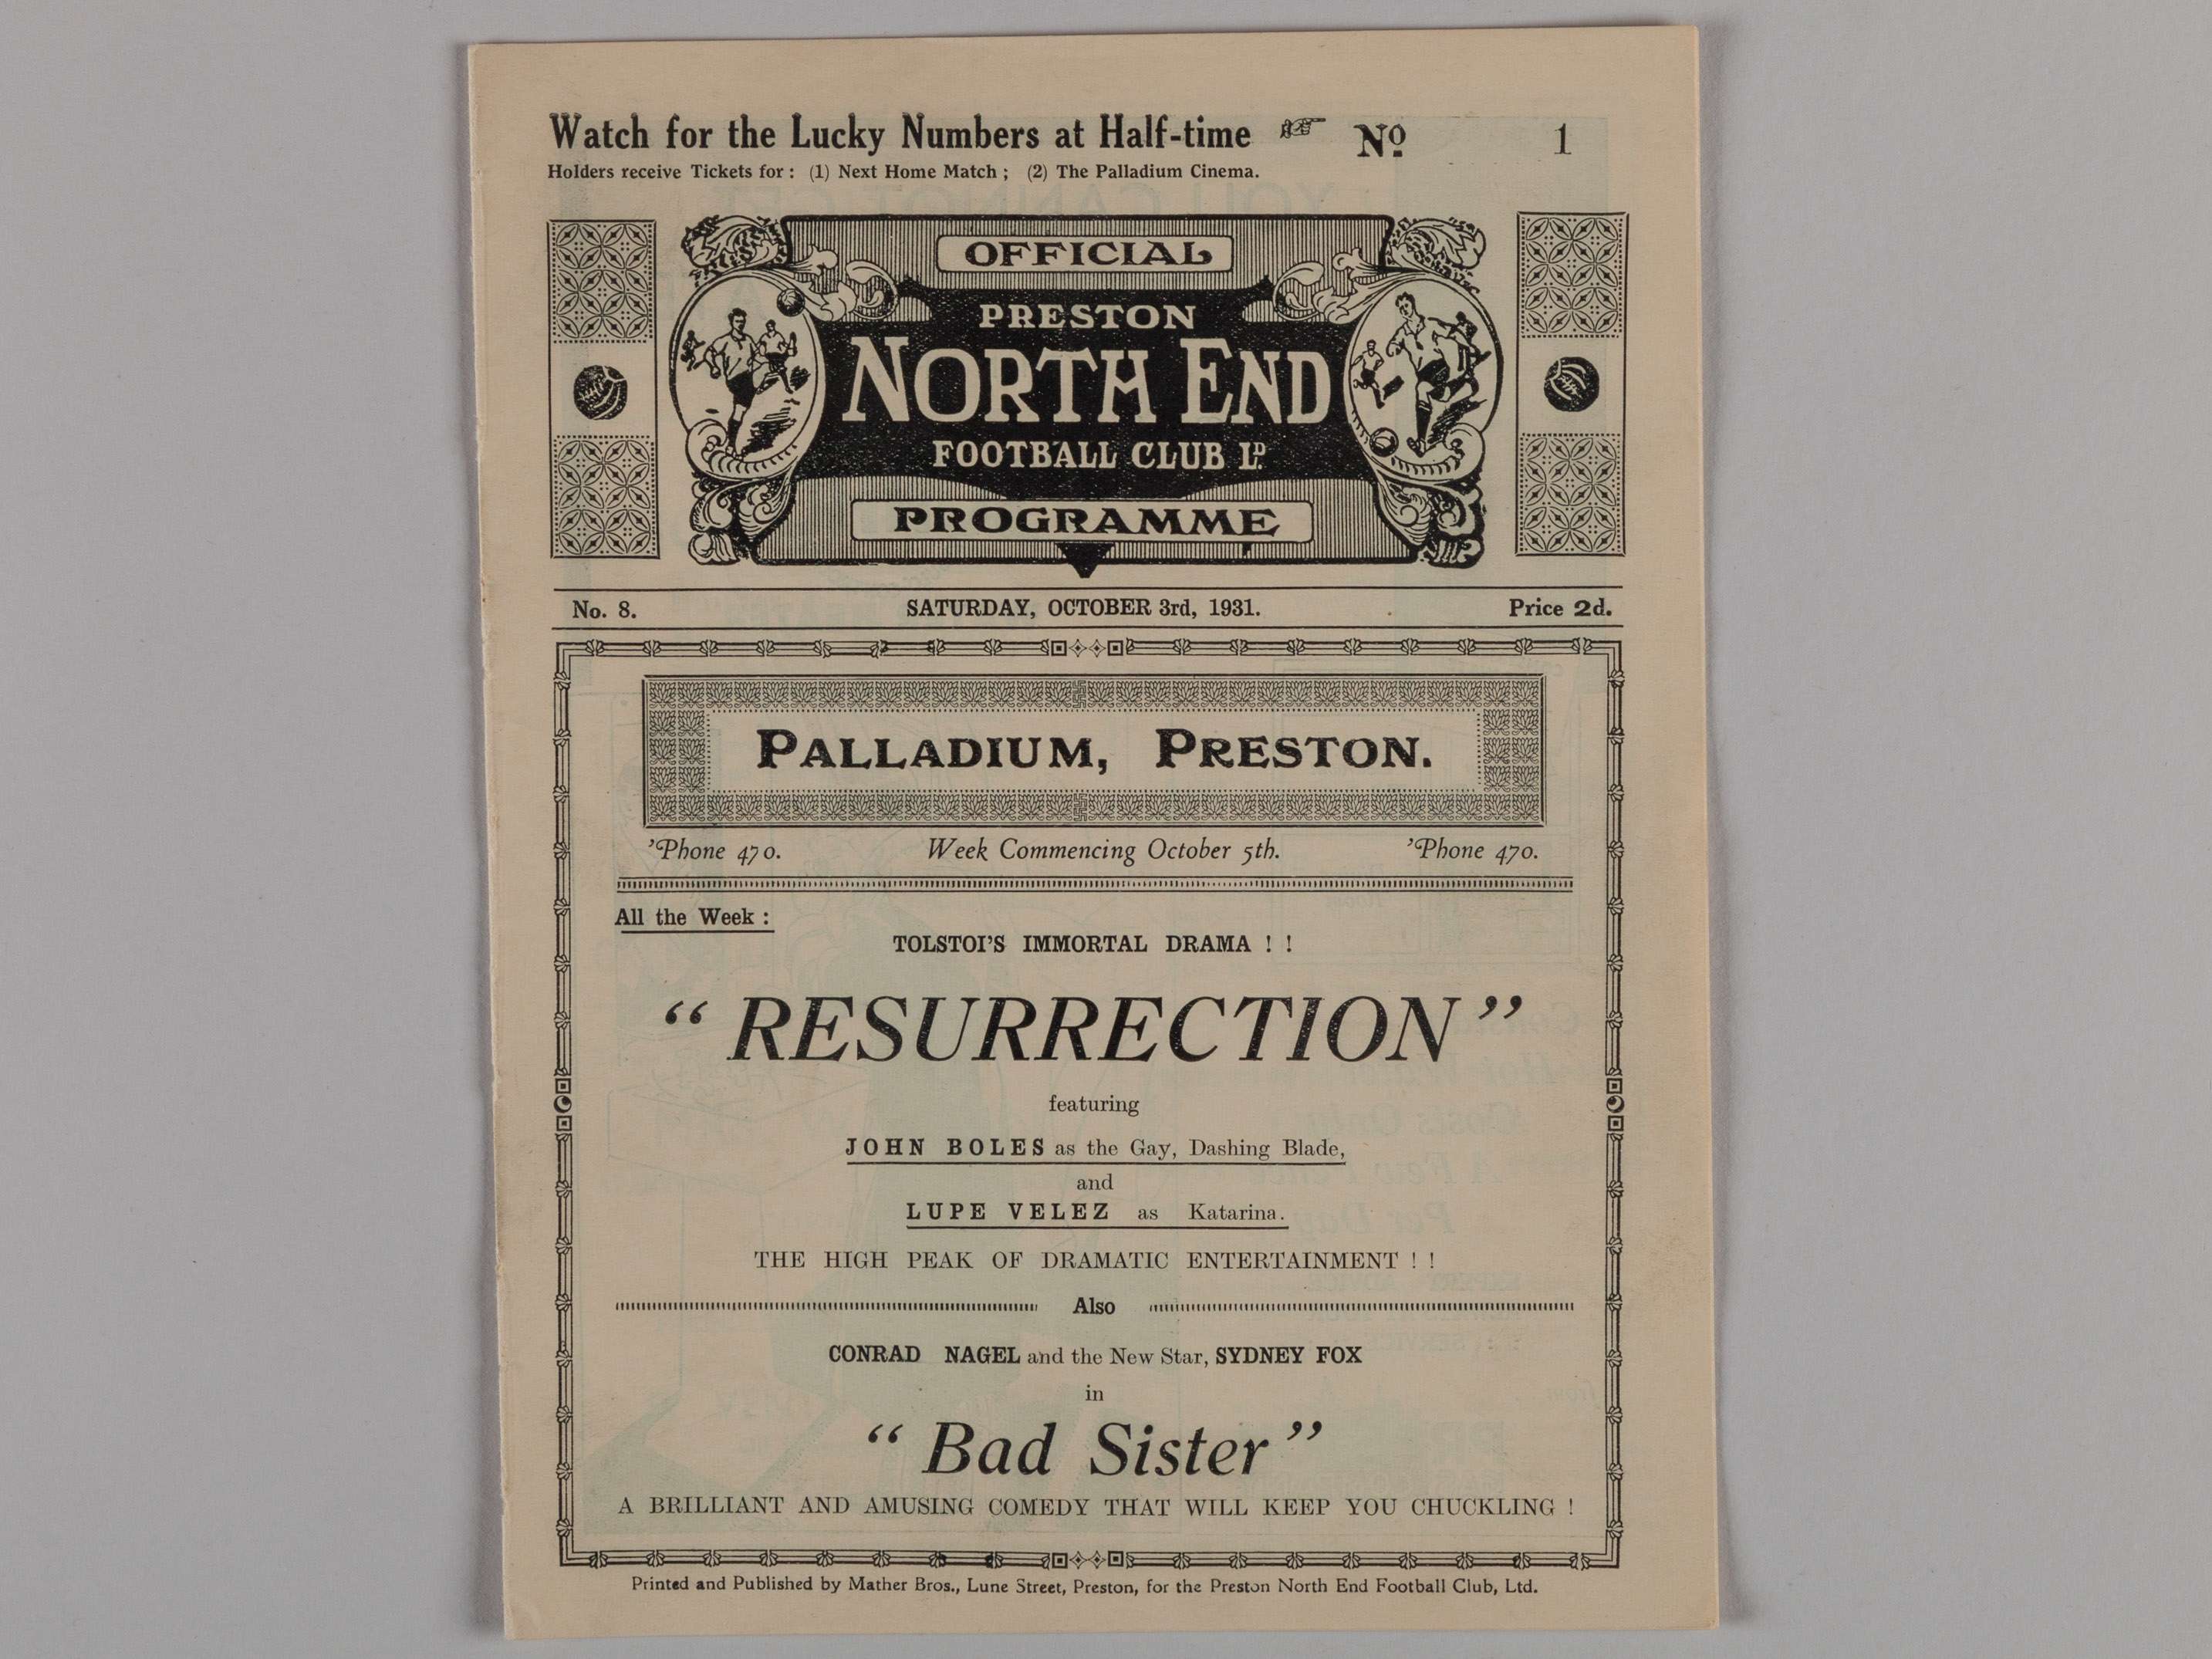 Watch for the Lucky Numbers at Half-time ☞ No 1
Holders receive Tickets for : (1) Next Home Match ; (2) The Palladium Cinema.
OFFICIAL
PRESTON
NORTH END
FOOTBALL CLUB LD.
PROGRAMME
No. 8. SATURDAY, OCTOBER 3rd, 1931. Price 2d.
PALLADIUM, PRESTON.
'Phone 470. Week Commencing October 5th. 'Phone 470.
All the Week :
TOLSTOI'S IMMORTAL DRAMA ! !
“ RESURRECTION ”
featuring
JOHN BOLES as the Gay, Dashing Blade,
and
LUPE VELEZ as Katarina.
THE HIGH PEAK OF DRAMATIC ENTERTAINMENT ! !
Also
CONRAD NAGEL and the New Star, SYDNEY FOX
in
“ Bad Sister ”
A BRILLIANT AND AMUSING COMEDY THAT WILL KEEP YOU CHUCKLING !
Printed and Published by Mather Bros., Lune Street, Preston, for the Preston North End Football Club, Ltd.